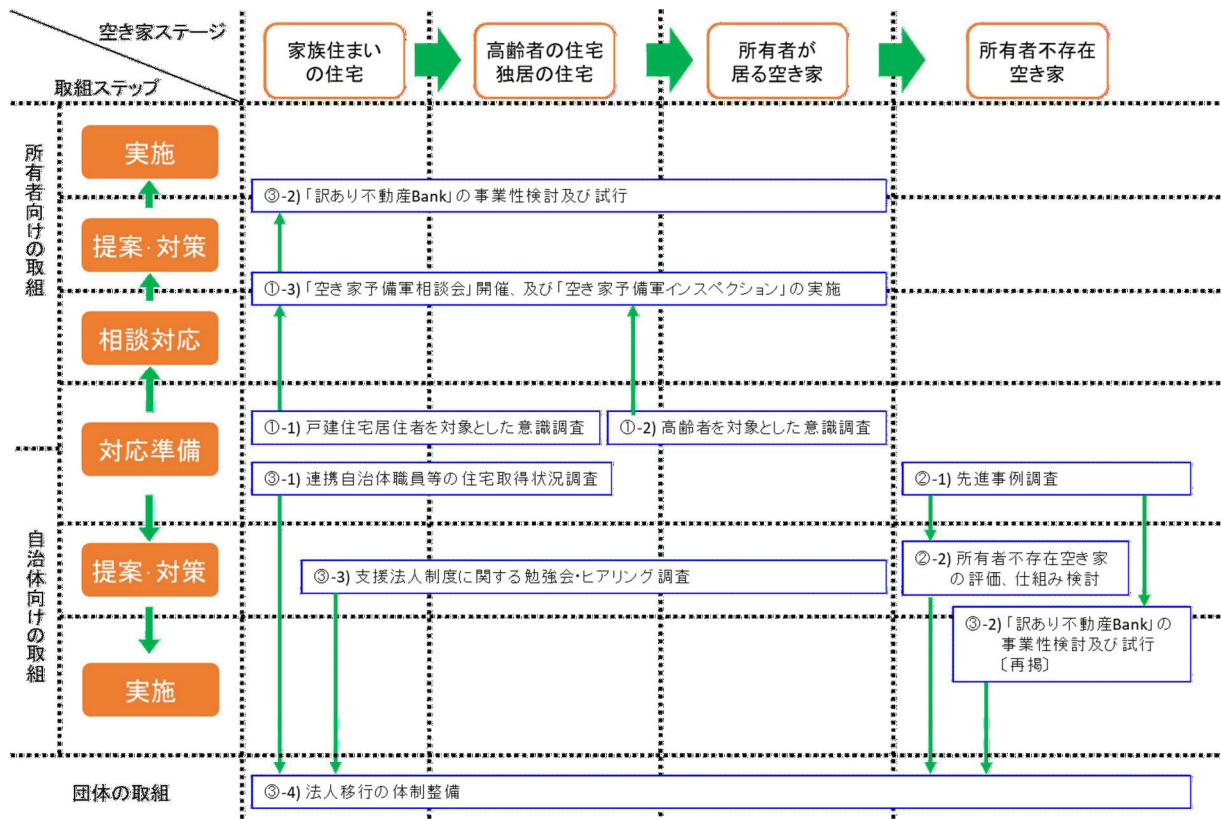 空き家ステージ
取組ステップ
家族住まい
の住宅
高齢者の住宅
独居の住宅
所有者が
居る空き家
所有者不存在
空き家
所有者向けの取組
実施
③-2)「訳あり不動産Bank」の事業性検討及び試行
提案・対策
①-3)「空き家予備軍相談会」開催、及び「空き家予備軍インスペクション」の実施
相談対応
①-1) 戸建住宅居住者を対象とした意識調査
①-2) 高齢者を対象とした意識調査
対応準備
③-1) 連携自治体職員等の住宅取得状況調査
②-1) 先進事例調査
自治体向けの取組
提案・対策
③-3) 支援法人制度に関する勉強会・ヒアリング調査
②-2) 所有者不存在空き家
の評価、仕組み検討
③-2)「訳あり不動産Bank」の
事業性検討及び試行
〔再掲〕
実施
団体の取組
③-4) 法人移行の体制整備